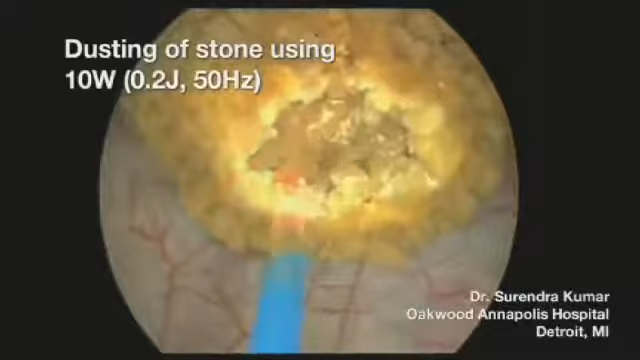 Dusting of stone using
10W (0.2J, 50Hz)
Dr. Surendra Kumar
Oakwood Annapolis Hospital
Detroit, MI